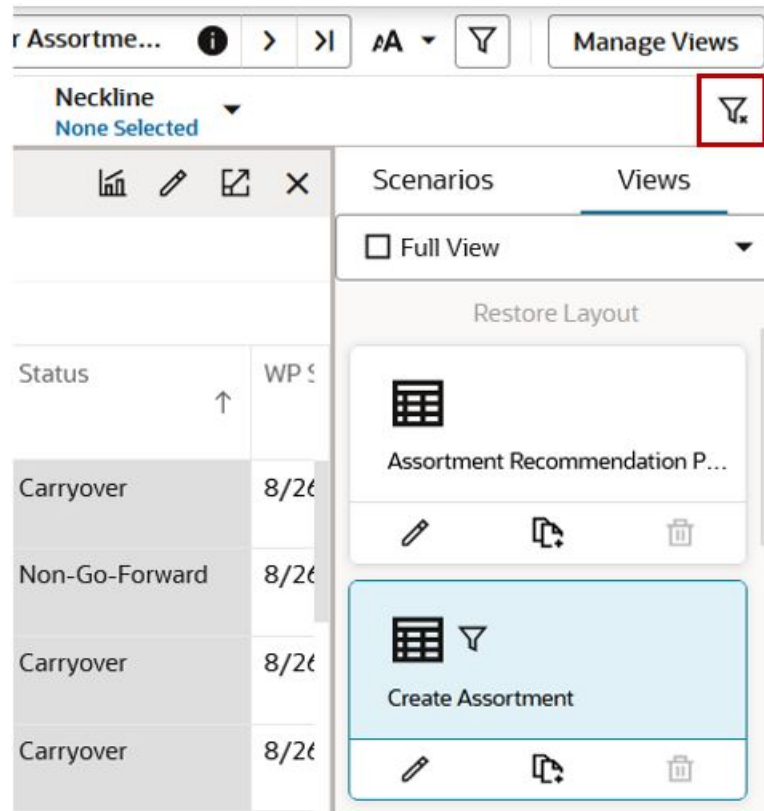 r Assortme...
AA
Manage Views
Neckline
None Selected
Scenarios
Views
Full View
Restore Layout
Status
WP S
Assortment Recommendation P...
Carryover
8/26
Non-Go-Forward
8/26
Create Assortment
Carryover
8/26
Carryover
8/26